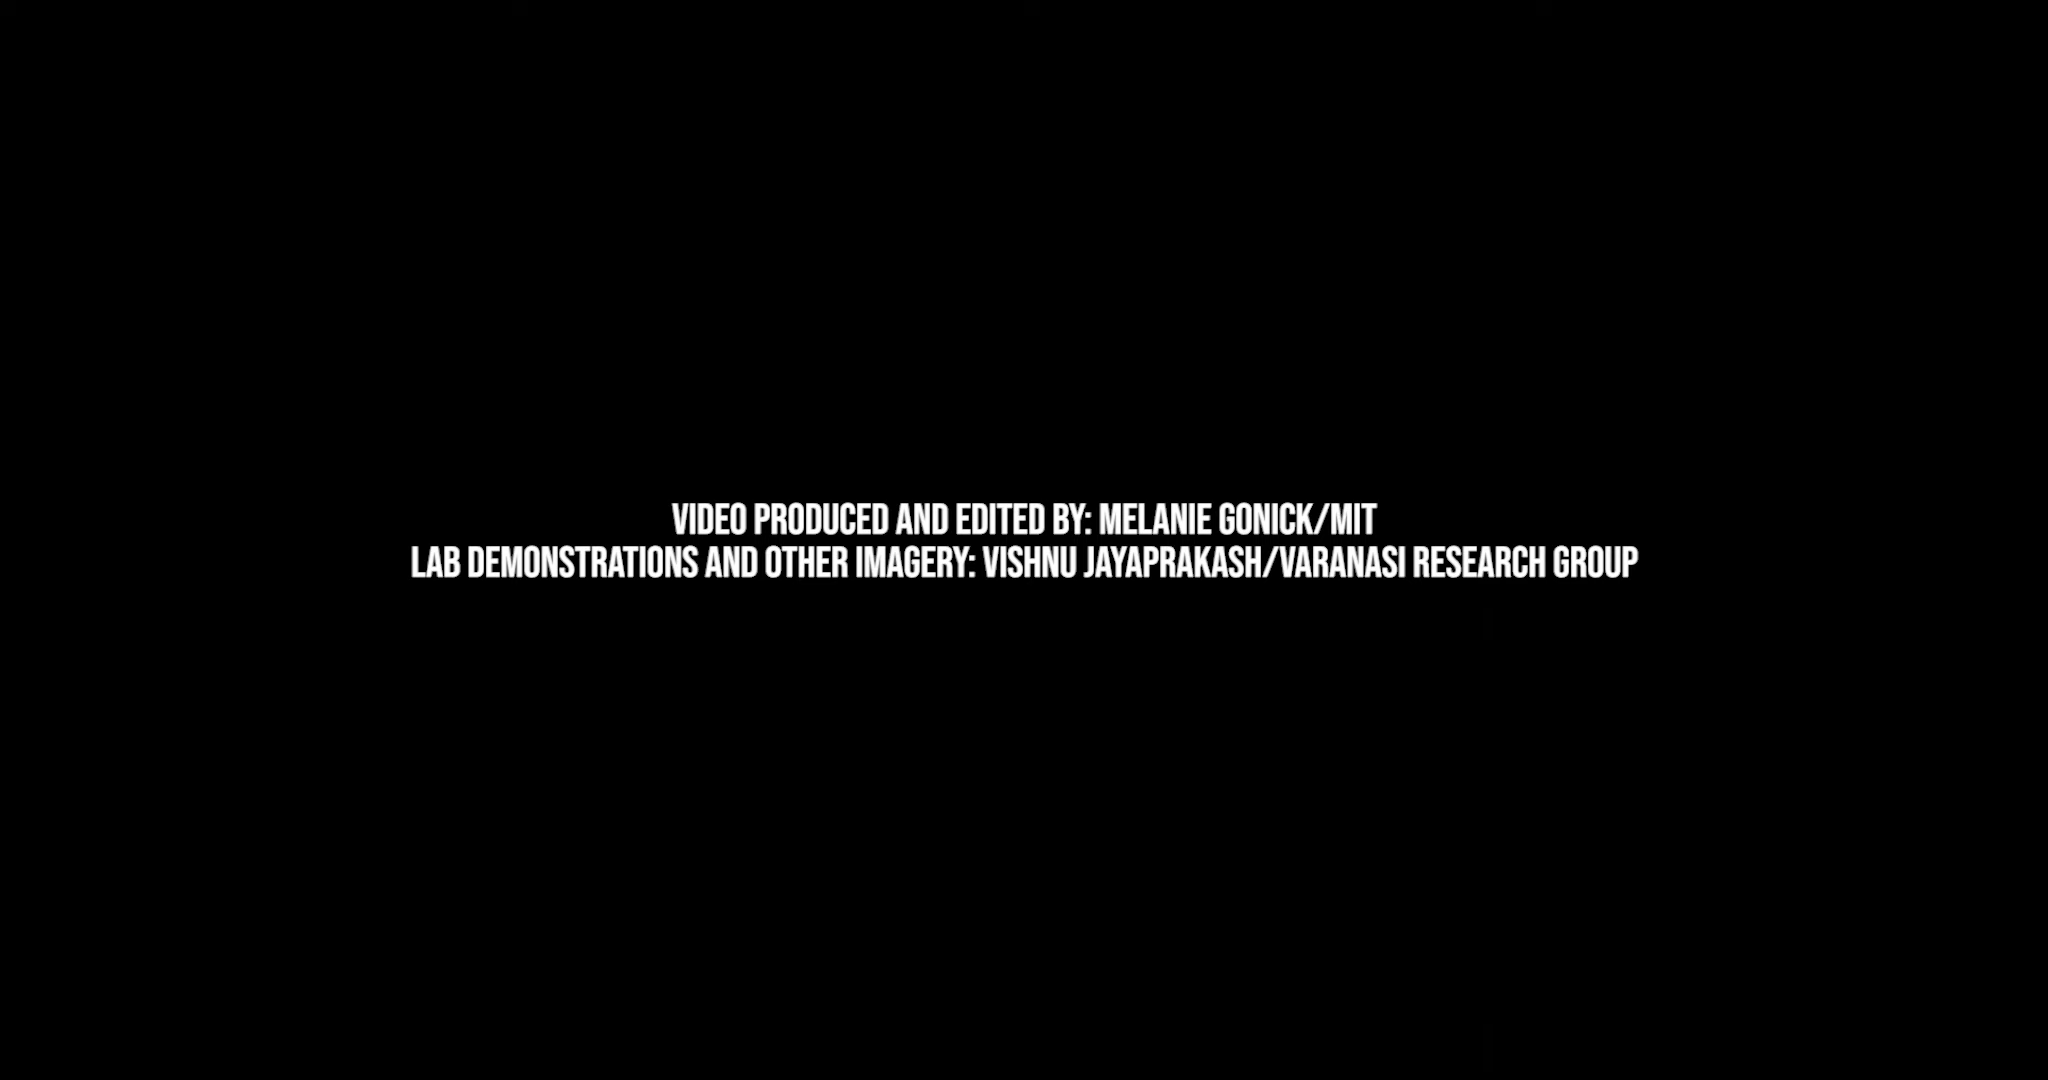 VIDEO PRODUCED AND EDITED BY: MELANIE GONICK/MIT
LAB DEMONSTRATIONS AND OTHER IMAGERY: VISHNU JAYAPRAKASH/VARANASI RESEARCH GROUP